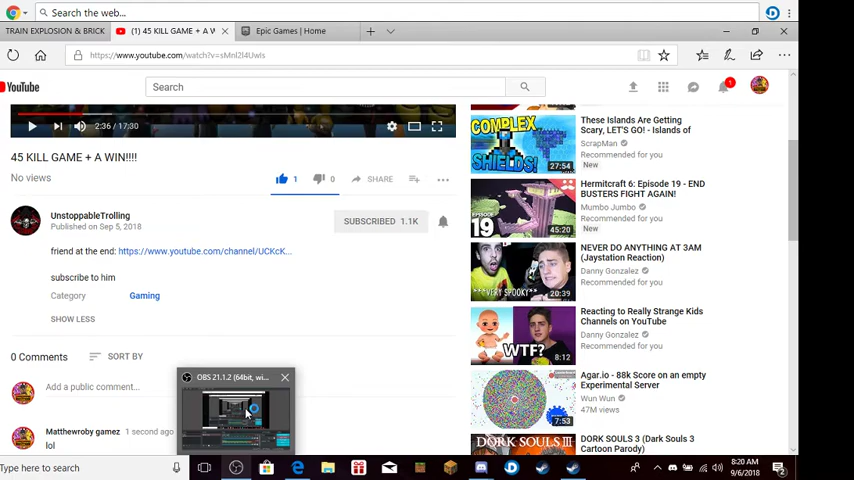 Search the web...
TRAIN EXPLOSION & BRICK
(1) 45 KILL GAME + A W
Epic Games | Home
https://www.youtube.com/watch?v=sMnl2l4Uwis
YouTube
Search
1
2:36 / 17:30
45 KILL GAME + A WIN!!!!
No views
1
0
SHARE
UnstoppableTrolling
Published on Sep 5, 2018
SUBSCRIBED 1.1K
friend at the end: https://www.youtube.com/channel/UCKcK...
subscribe to him
Category
Gaming
SHOW LESS
0 Comments
SORT BY
Add a public comment...
Matthewroby gamez 1 second ago
lol
OBS 21.1.2 (64bit, wi...
COMPLEX
SHIELDS!
27:54
These Islands Are Getting
Scary, LET'S GO! - Islands of
ScrapMan
Recommended for you
New
EPISODE
19
45:20
Hermitcraft 6: Episode 19 - END
BUSTERS FIGHT AGAIN!
Mumbo Jumbo
Recommended for you
New
***VERY SPOOKY***
20:39
NEVER DO ANYTHING AT 3AM
(Jaystation Reaction)
Danny Gonzalez
Recommended for you
WTF?
8:12
Reacting to Really Strange Kids
Channels on YouTube
Danny Gonzalez
Recommended for you
7:53
Agar.io - 88k Score on an empty
Experimental Server
Wun Wun
47M views
DARK SOULS III
DORK SOULS 3 (Dark Souls 3
Cartoon Parody)
Type here to search
8:20 AM
9/6/2018
2